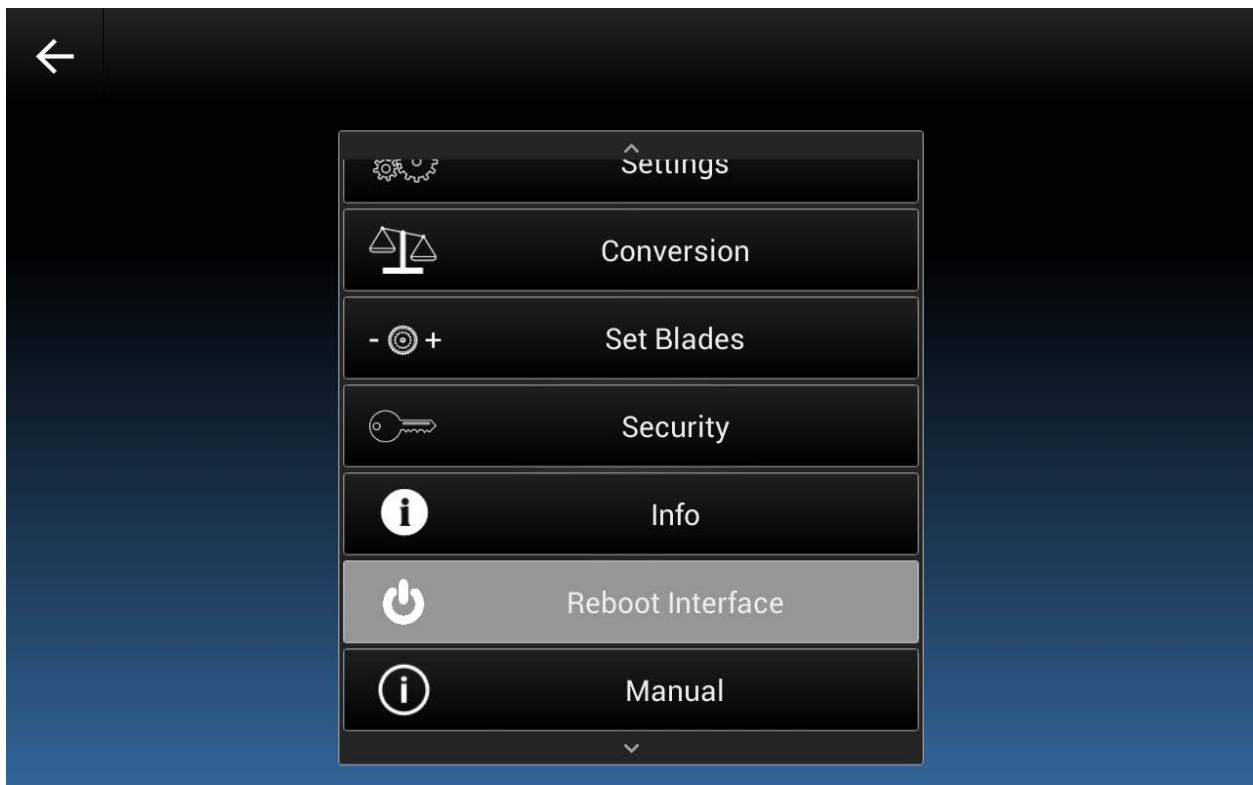 Settings
Conversion
- +
Set Blades
Security
i
Info
Reboot Interface
i
Manual